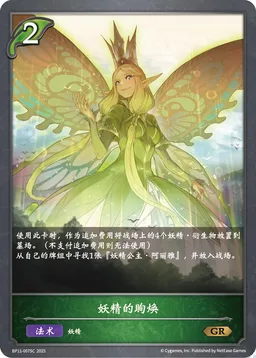 2
使用此卡时，作为追加费用将战场上的4个妖精·衍生物放置到
墓场。（不支付追加费用则无法使用）
从自己的牌组中寻找1张『妖精公主·阿丽雅』，并放入战场。
妖精的煦焕
法术 妖精 GR
BP11-007SC 2025 © Cygames, Inc. Published by NetEase Games